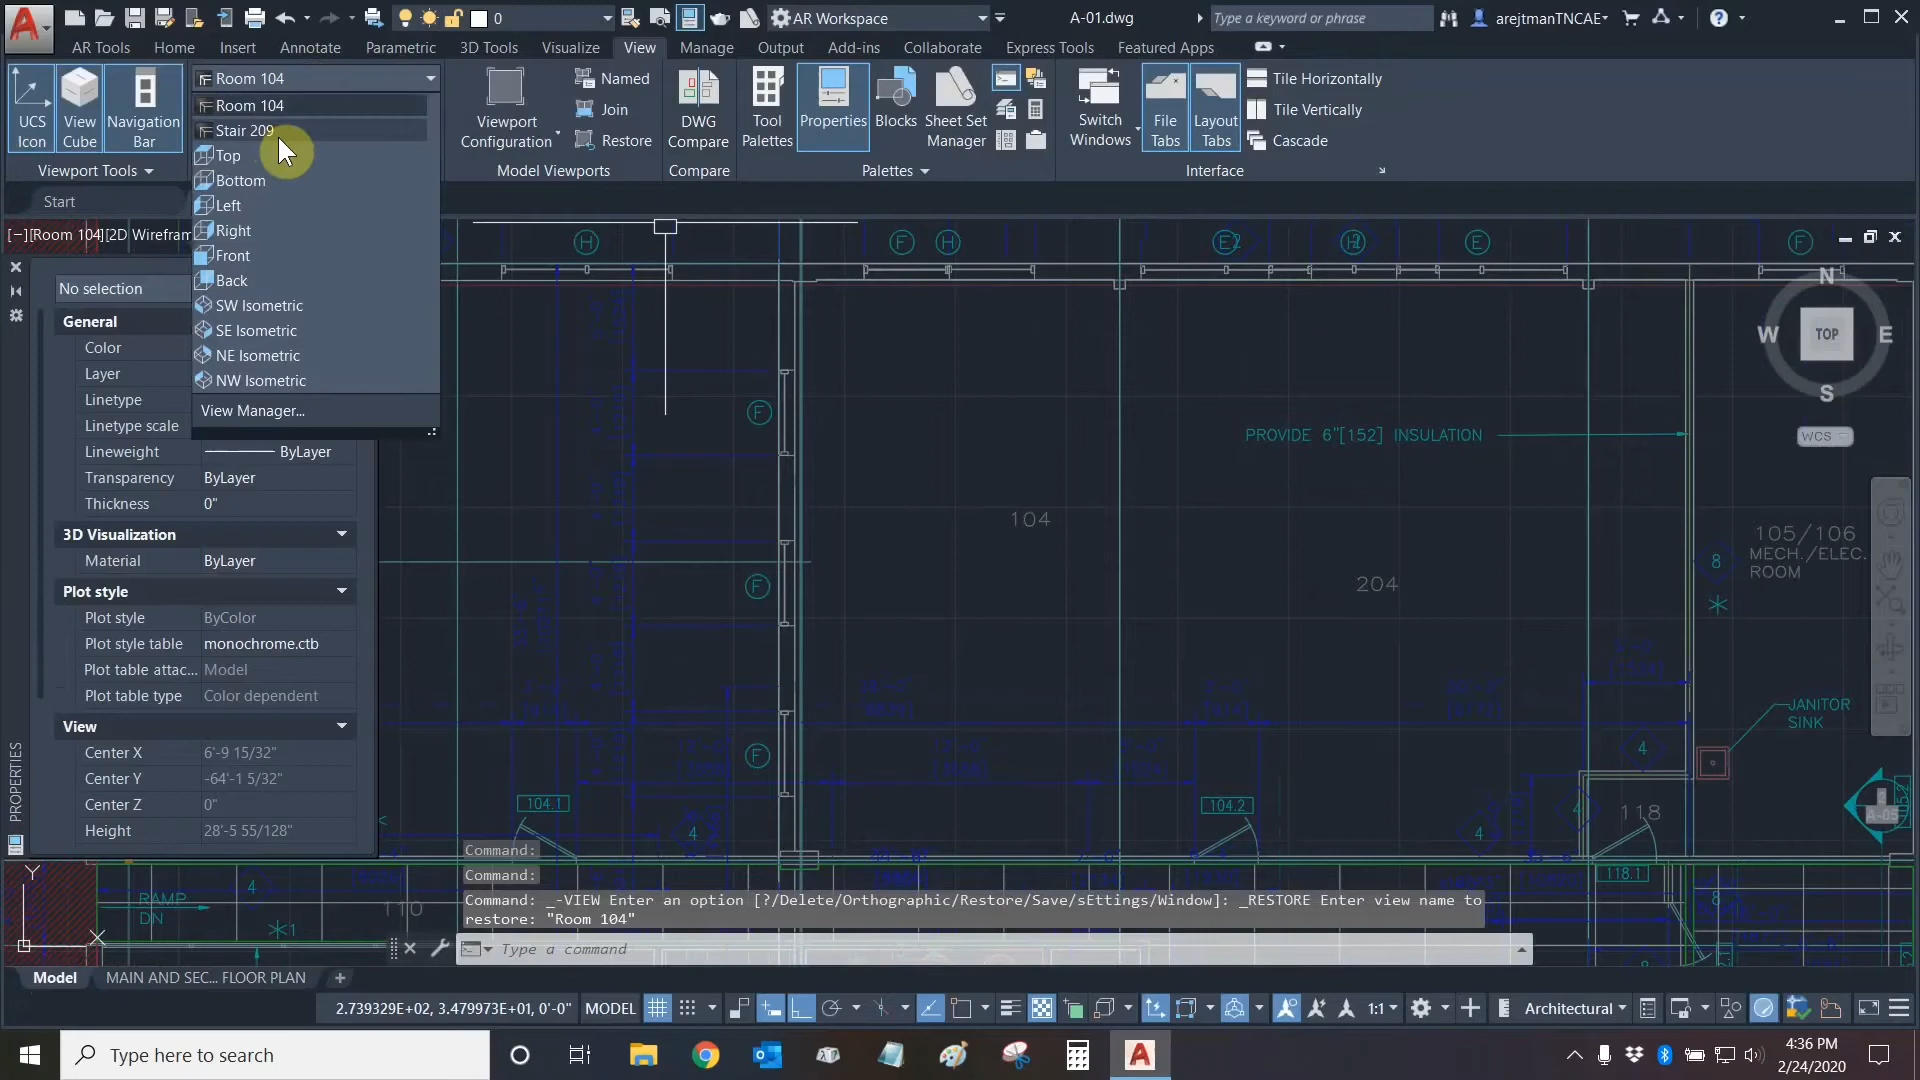 0
AR Workspace
A-01.dwg
Type a keyword or phrase
arejtmanTNCAE
AR Tools
Home
Insert
Annotate
Parametric
3D Tools
Visualize
View
Manage
Output
Add-ins
Collaborate
Express Tools
Featured Apps
UCS
Icon
View
Cube
Navigation
Bar
Viewport Tools
Room 104
Room 104
Stair 209
Top
Bottom
Left
Right
Front
Back
SW Isometric
SE Isometric
NE Isometric
NW Isometric
View Manager...
Viewport
Configuration
Named
Join
Restore
Model Viewports
DWG
Compare
Compare
Tool
Palettes
Properties
Blocks
Sheet Set
Manager
Palettes
Switch
Windows
File
Tabs
Layout
Tabs
Tile Horizontally
Tile Vertically
Cascade
Interface
Start
[−][Room 104][2D Wirefram
No selection
General
Color
Layer
Linetype
Linetype scale
Lineweight
ByLayer
Transparency
ByLayer
Thickness
0"
3D Visualization
Material
ByLayer
Plot style
Plot style
ByColor
Plot style table
monochrome.ctb
Plot table attac...
Model
Plot table type
Color dependent
View
Center X
6'-9 15/32"
Center Y
-64'-1 5/32"
Center Z
0"
Height
28'-5 55/128"
PROPERTIES
H
F
H
F
F
F
F
E
F
PROVIDE 6"[152] INSULATION
104
204
105/106
MECH./ELEC.
ROOM
8
JANITOR
SINK
104.1
104.2
4
4
4
4
118
118.1
A-05
RAMP
DN
4
110
8
N
W
TOP
E
S
WCS
Y
X
Command:
Command:
Command: _-VIEW Enter an option [?/Delete/Orthographic/Restore/Save/sEttings/Window]: _RESTORE Enter view name to
restore: "Room 104"
Type a command
Model
MAIN AND SEC... FLOOR PLAN
2.739329E+02, 3.479973E+01, 0'-0"
MODEL
1:1
Architectural
Type here to search
4:36 PM
2/24/2020